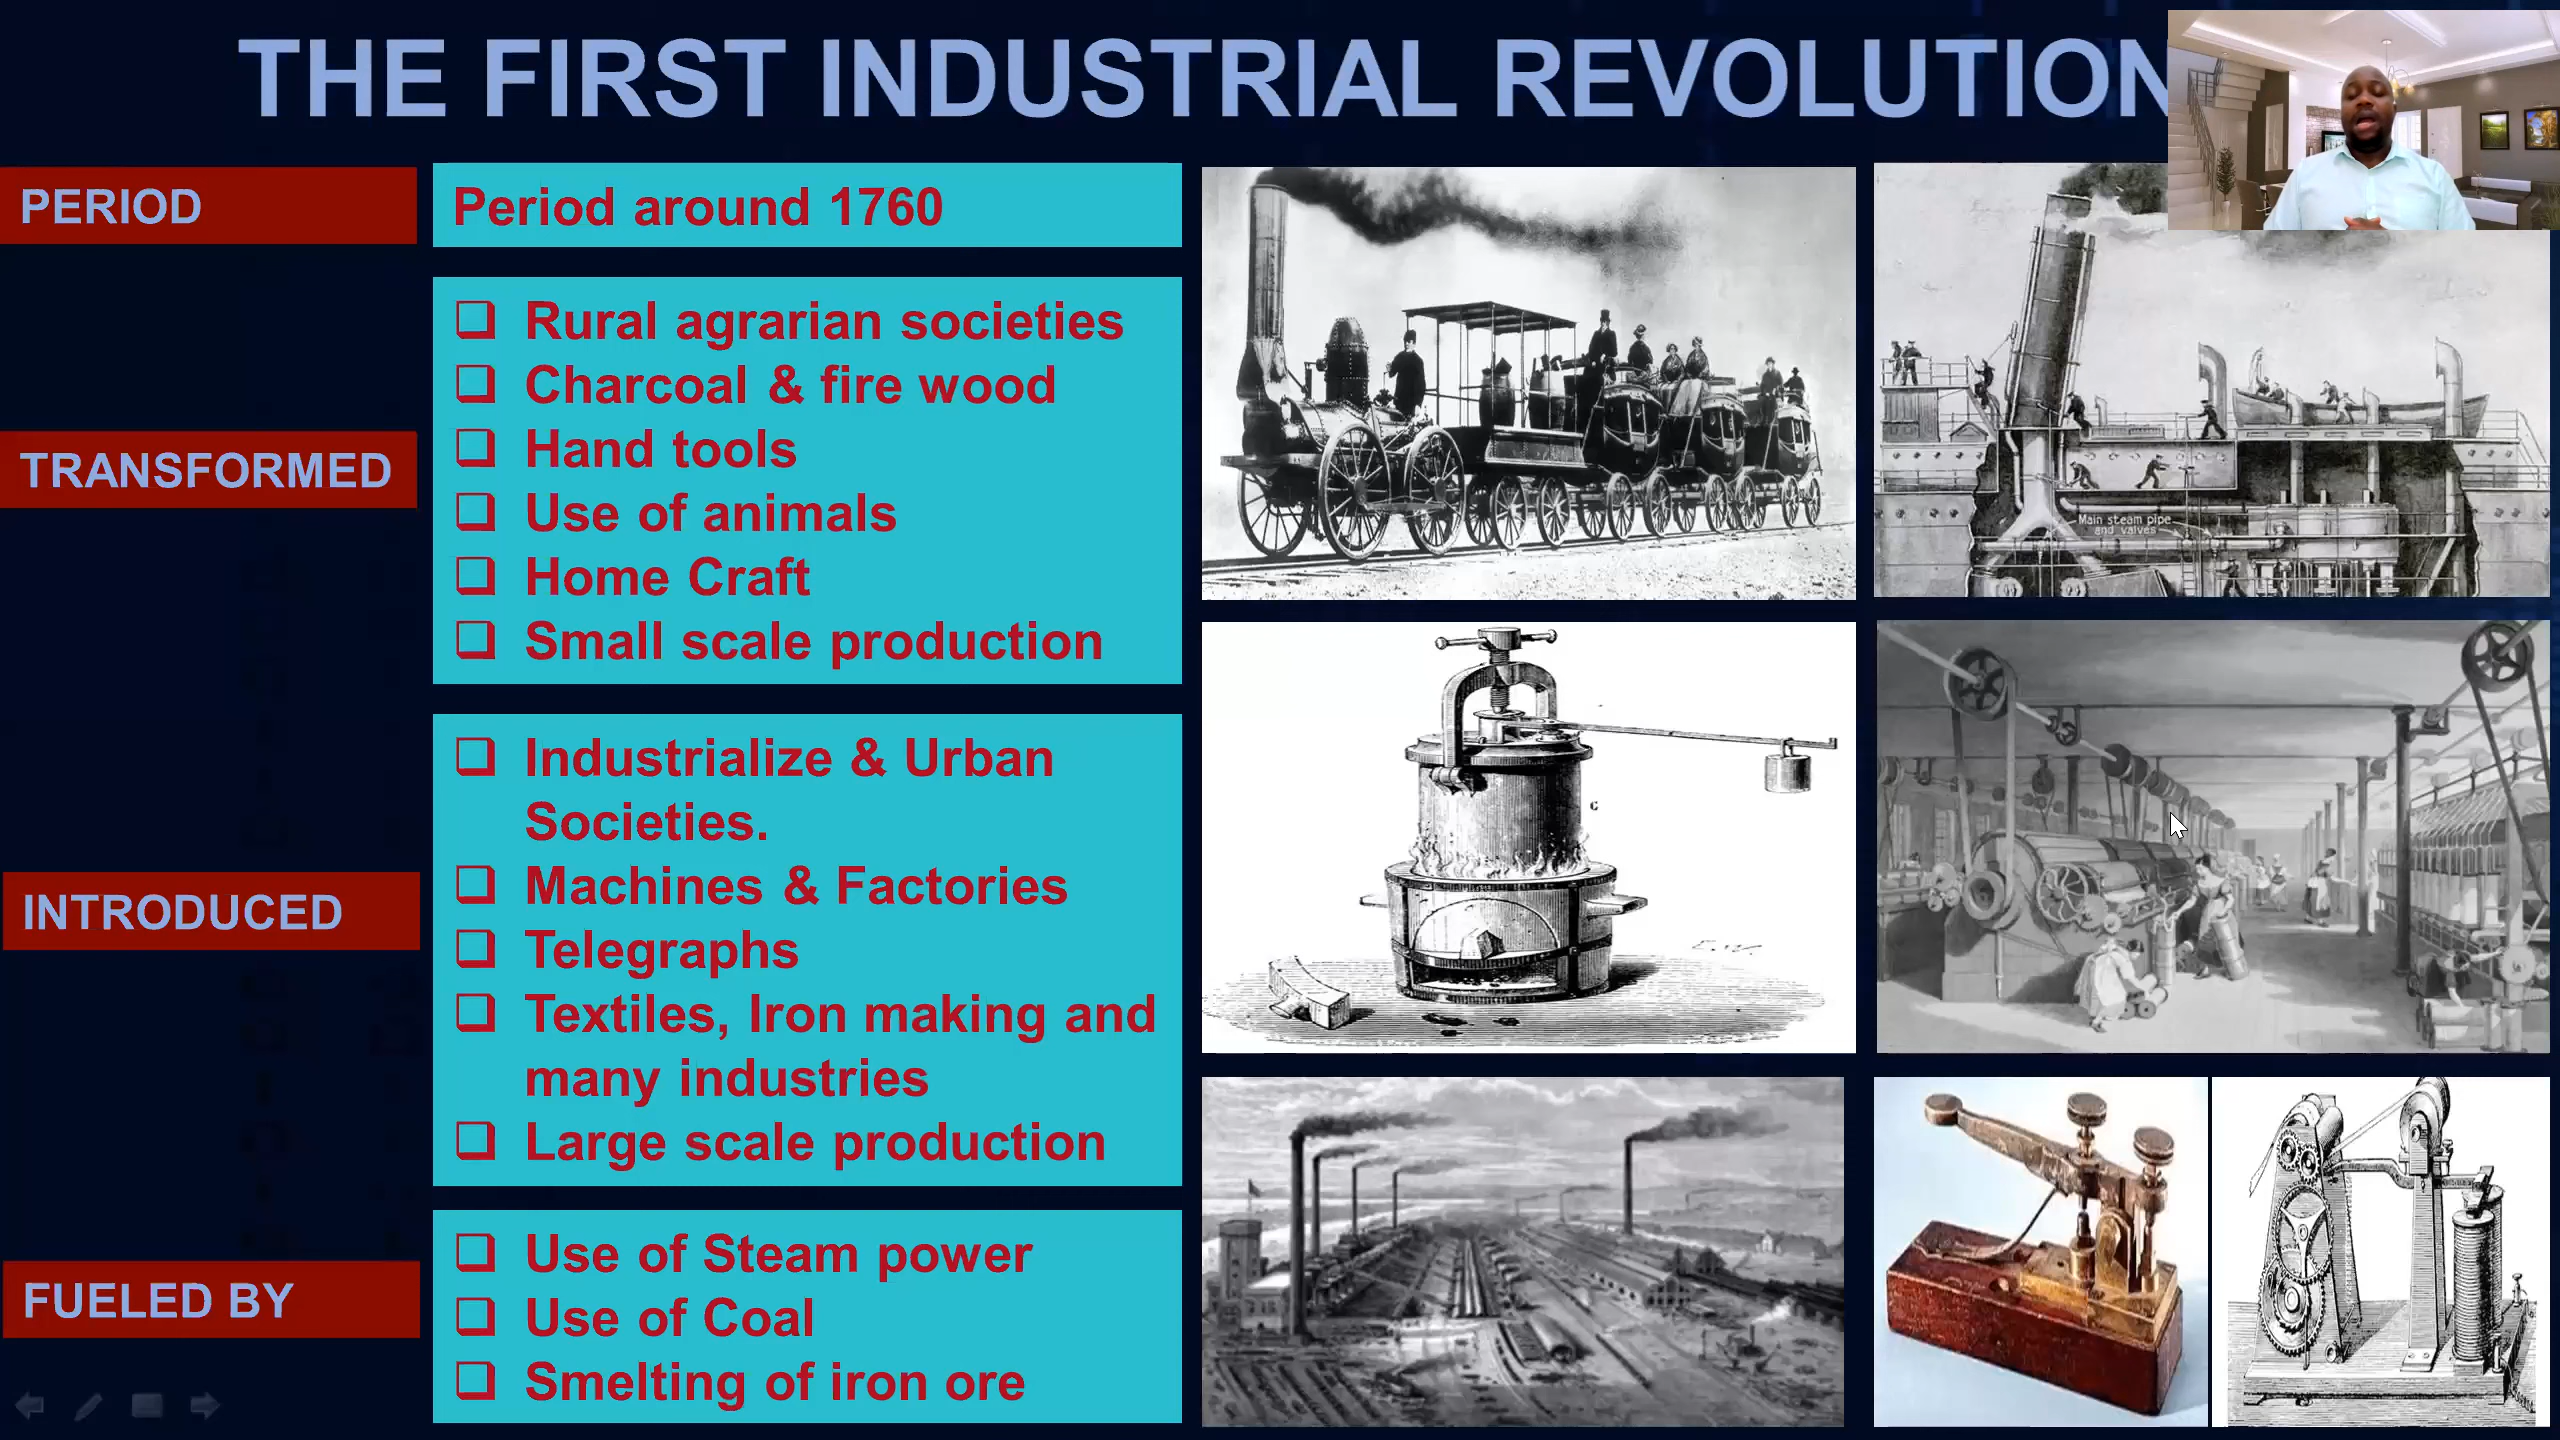 THE FIRST INDUSTRIAL REVOLUTION
PERIOD
Period around 1760
TRANSFORMED
Rural agrarian societies
Charcoal & fire wood
Hand tools
Use of animals
Home Craft
Small scale production
INTRODUCED
Industrialize & Urban
Societies.
Machines & Factories
Telegraphs
Textiles, Iron making and
many industries
Large scale production
FUELED BY
Use of Steam power
Use of Coal
Smelting of iron ore
Main steam pipe
and valves
C